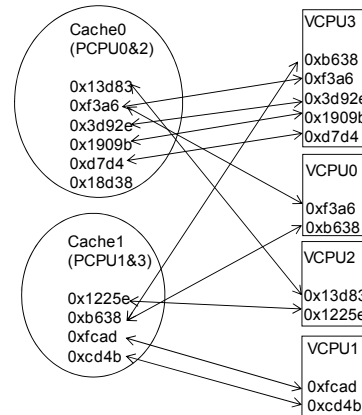 Cache0
(PCPU0&2)
0x13d83
0xf3a6
0x3d92e
0x1909b
0xd7d4
0x18d38
Cache1
(PCPU1&3)
0x1225e
0xb638
0xfcad
0xcd4b
VCPU3
0xb638
0xf3a6
0x3d92e
0x1909b
0xd7d4
VCPU0
0xf3a6
0xb638
VCPU2
0x13d83
0x1225e
VCPU1
0xfcad
0xcd4b